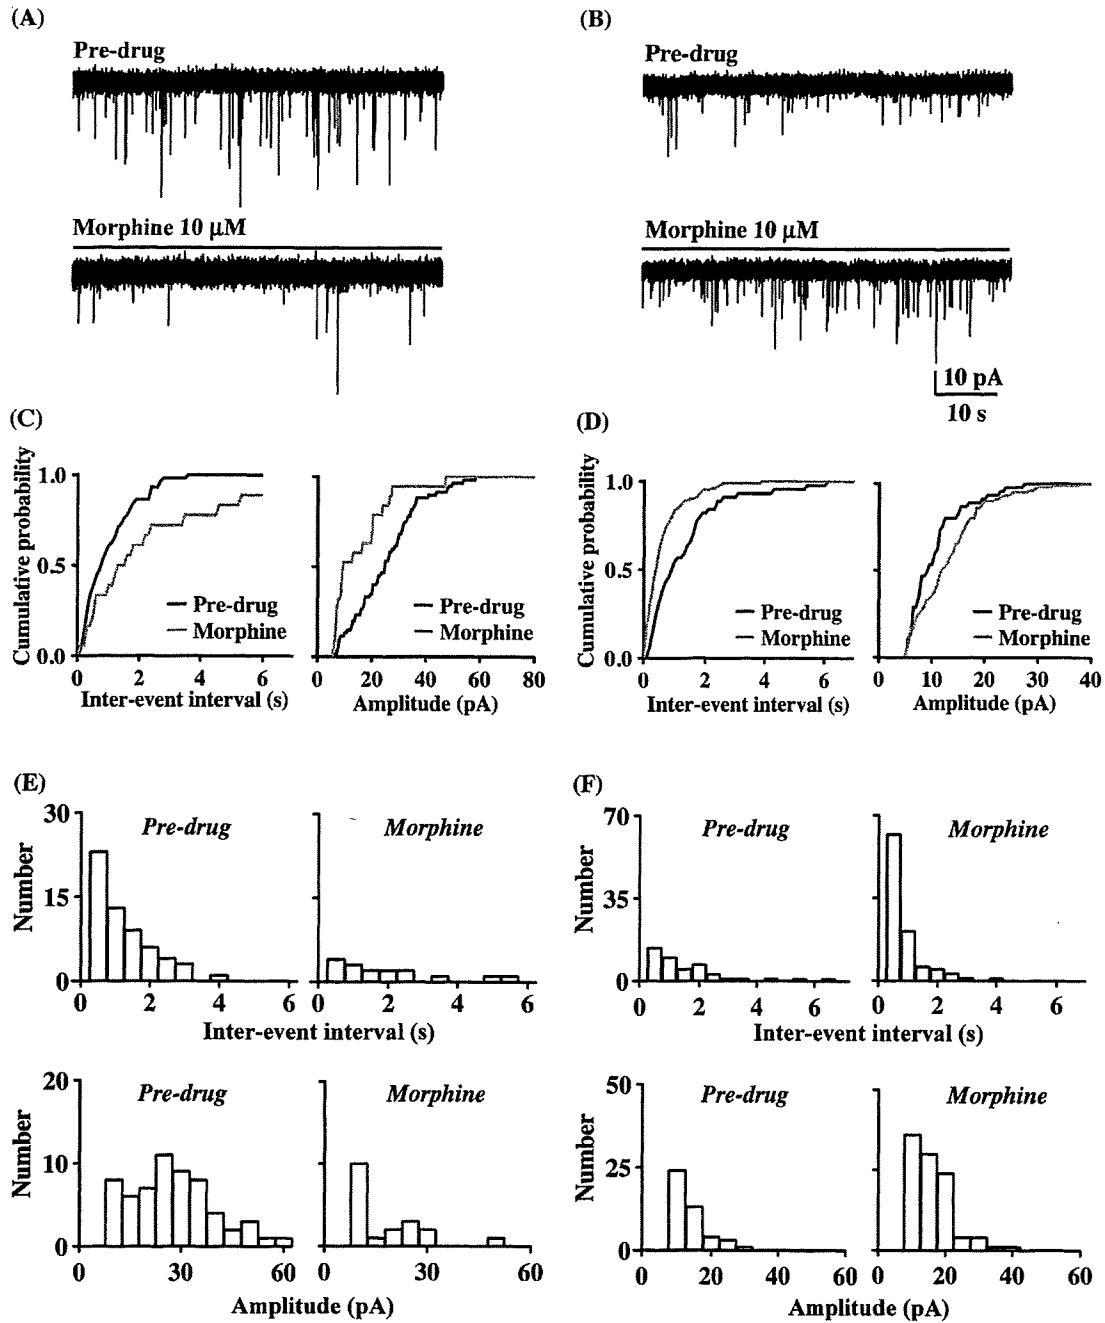 (A)
Pre-drug
Morphine 10 µM
(B)
Pre-drug
Morphine 10 µM
10 pA
10 s
(C)
Cumulative probability
1.0
0.5
0.0
Pre-drug
Morphine
0 2 4 6
Inter-event interval (s)
Pre-drug
Morphine
0 20 40 60 80
Amplitude (pA)
(D)
Cumulative probability
1.0
0.5
0.0
Pre-drug
Morphine
0 2 4 6
Inter-event interval (s)
Pre-drug
Morphine
0 10 20 30 40
Amplitude (pA)
(E)
Number
30
15
0
Pre-drug
Morphine
0 2 4 6
0 2 4 6
Inter-event interval (s)
Number
20
10
0
Pre-drug
Morphine
0 30 60
0 30 60
Amplitude (pA)
(F)
Number
70
35
0
Pre-drug
Morphine
0 2 4 6
0 2 4 6
Inter-event interval (s)
Number
50
25
0
Pre-drug
Morphine
0 20 40 60
0 20 40 60
Amplitude (pA)